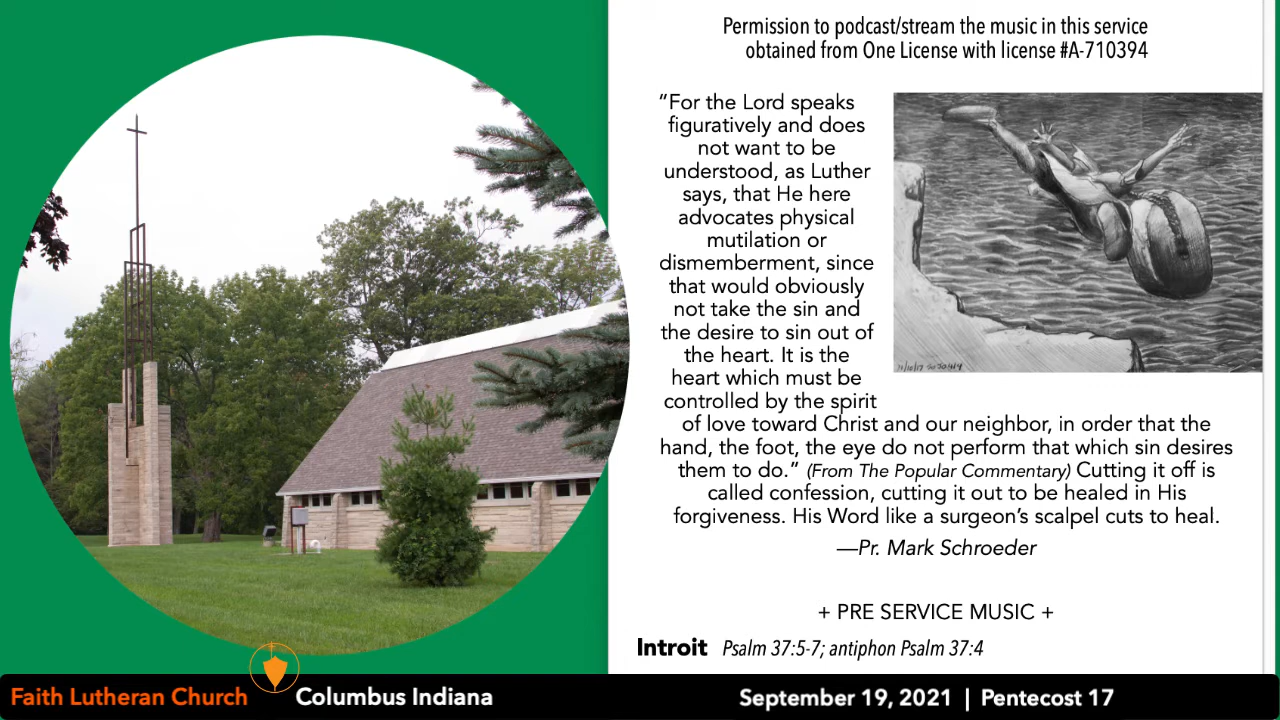 Permission to podcast/stream the music in this service
obtained from One License with license #A-710394
“For the Lord speaks
figuratively and does
not want to be
understood, as Luther
says, that He here
advocates physical
mutilation or
dismemberment, since
that would obviously
not take the sin and
the desire to sin out of
the heart. It is the
heart which must be
controlled by the spirit
of love toward Christ and our neighbor, in order that the
hand, the foot, the eye do not perform that which sin desires
them to do.” (From The Popular Commentary) Cutting it off is
called confession, cutting it out to be healed in His
forgiveness. His Word like a surgeon’s scalpel cuts to heal.
—Pr. Mark Schroeder
+ PRE SERVICE MUSIC +
Introit Psalm 37:5-7; antiphon Psalm 37:4
Faith Lutheran Church Columbus Indiana September 19, 2021 | Pentecost 17